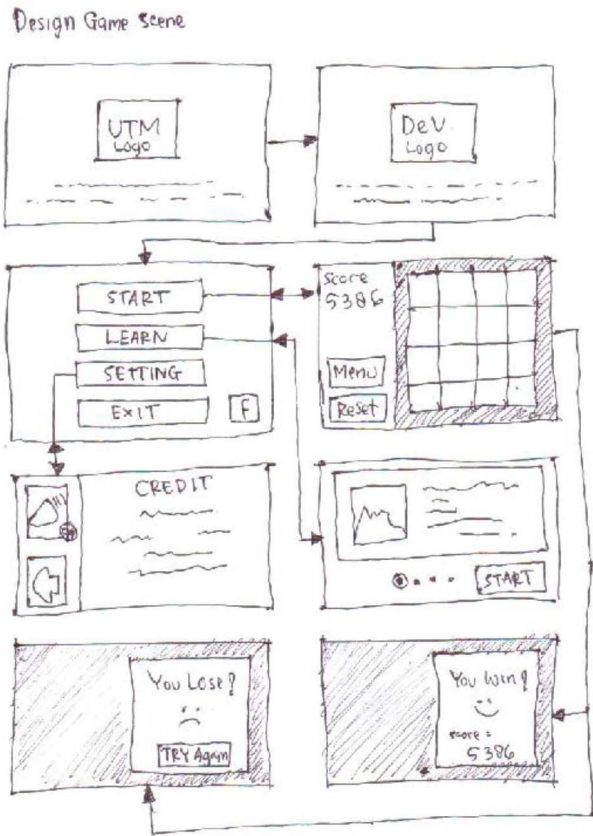 Design Game Scene
UTM
Logo
DeV.
Logo
START
LEARN
SETTING
EXIT
F
Score
5386
Menu
Reset
CREDIT
START
You Lose!
TRY Again
You Win!
score =
5386